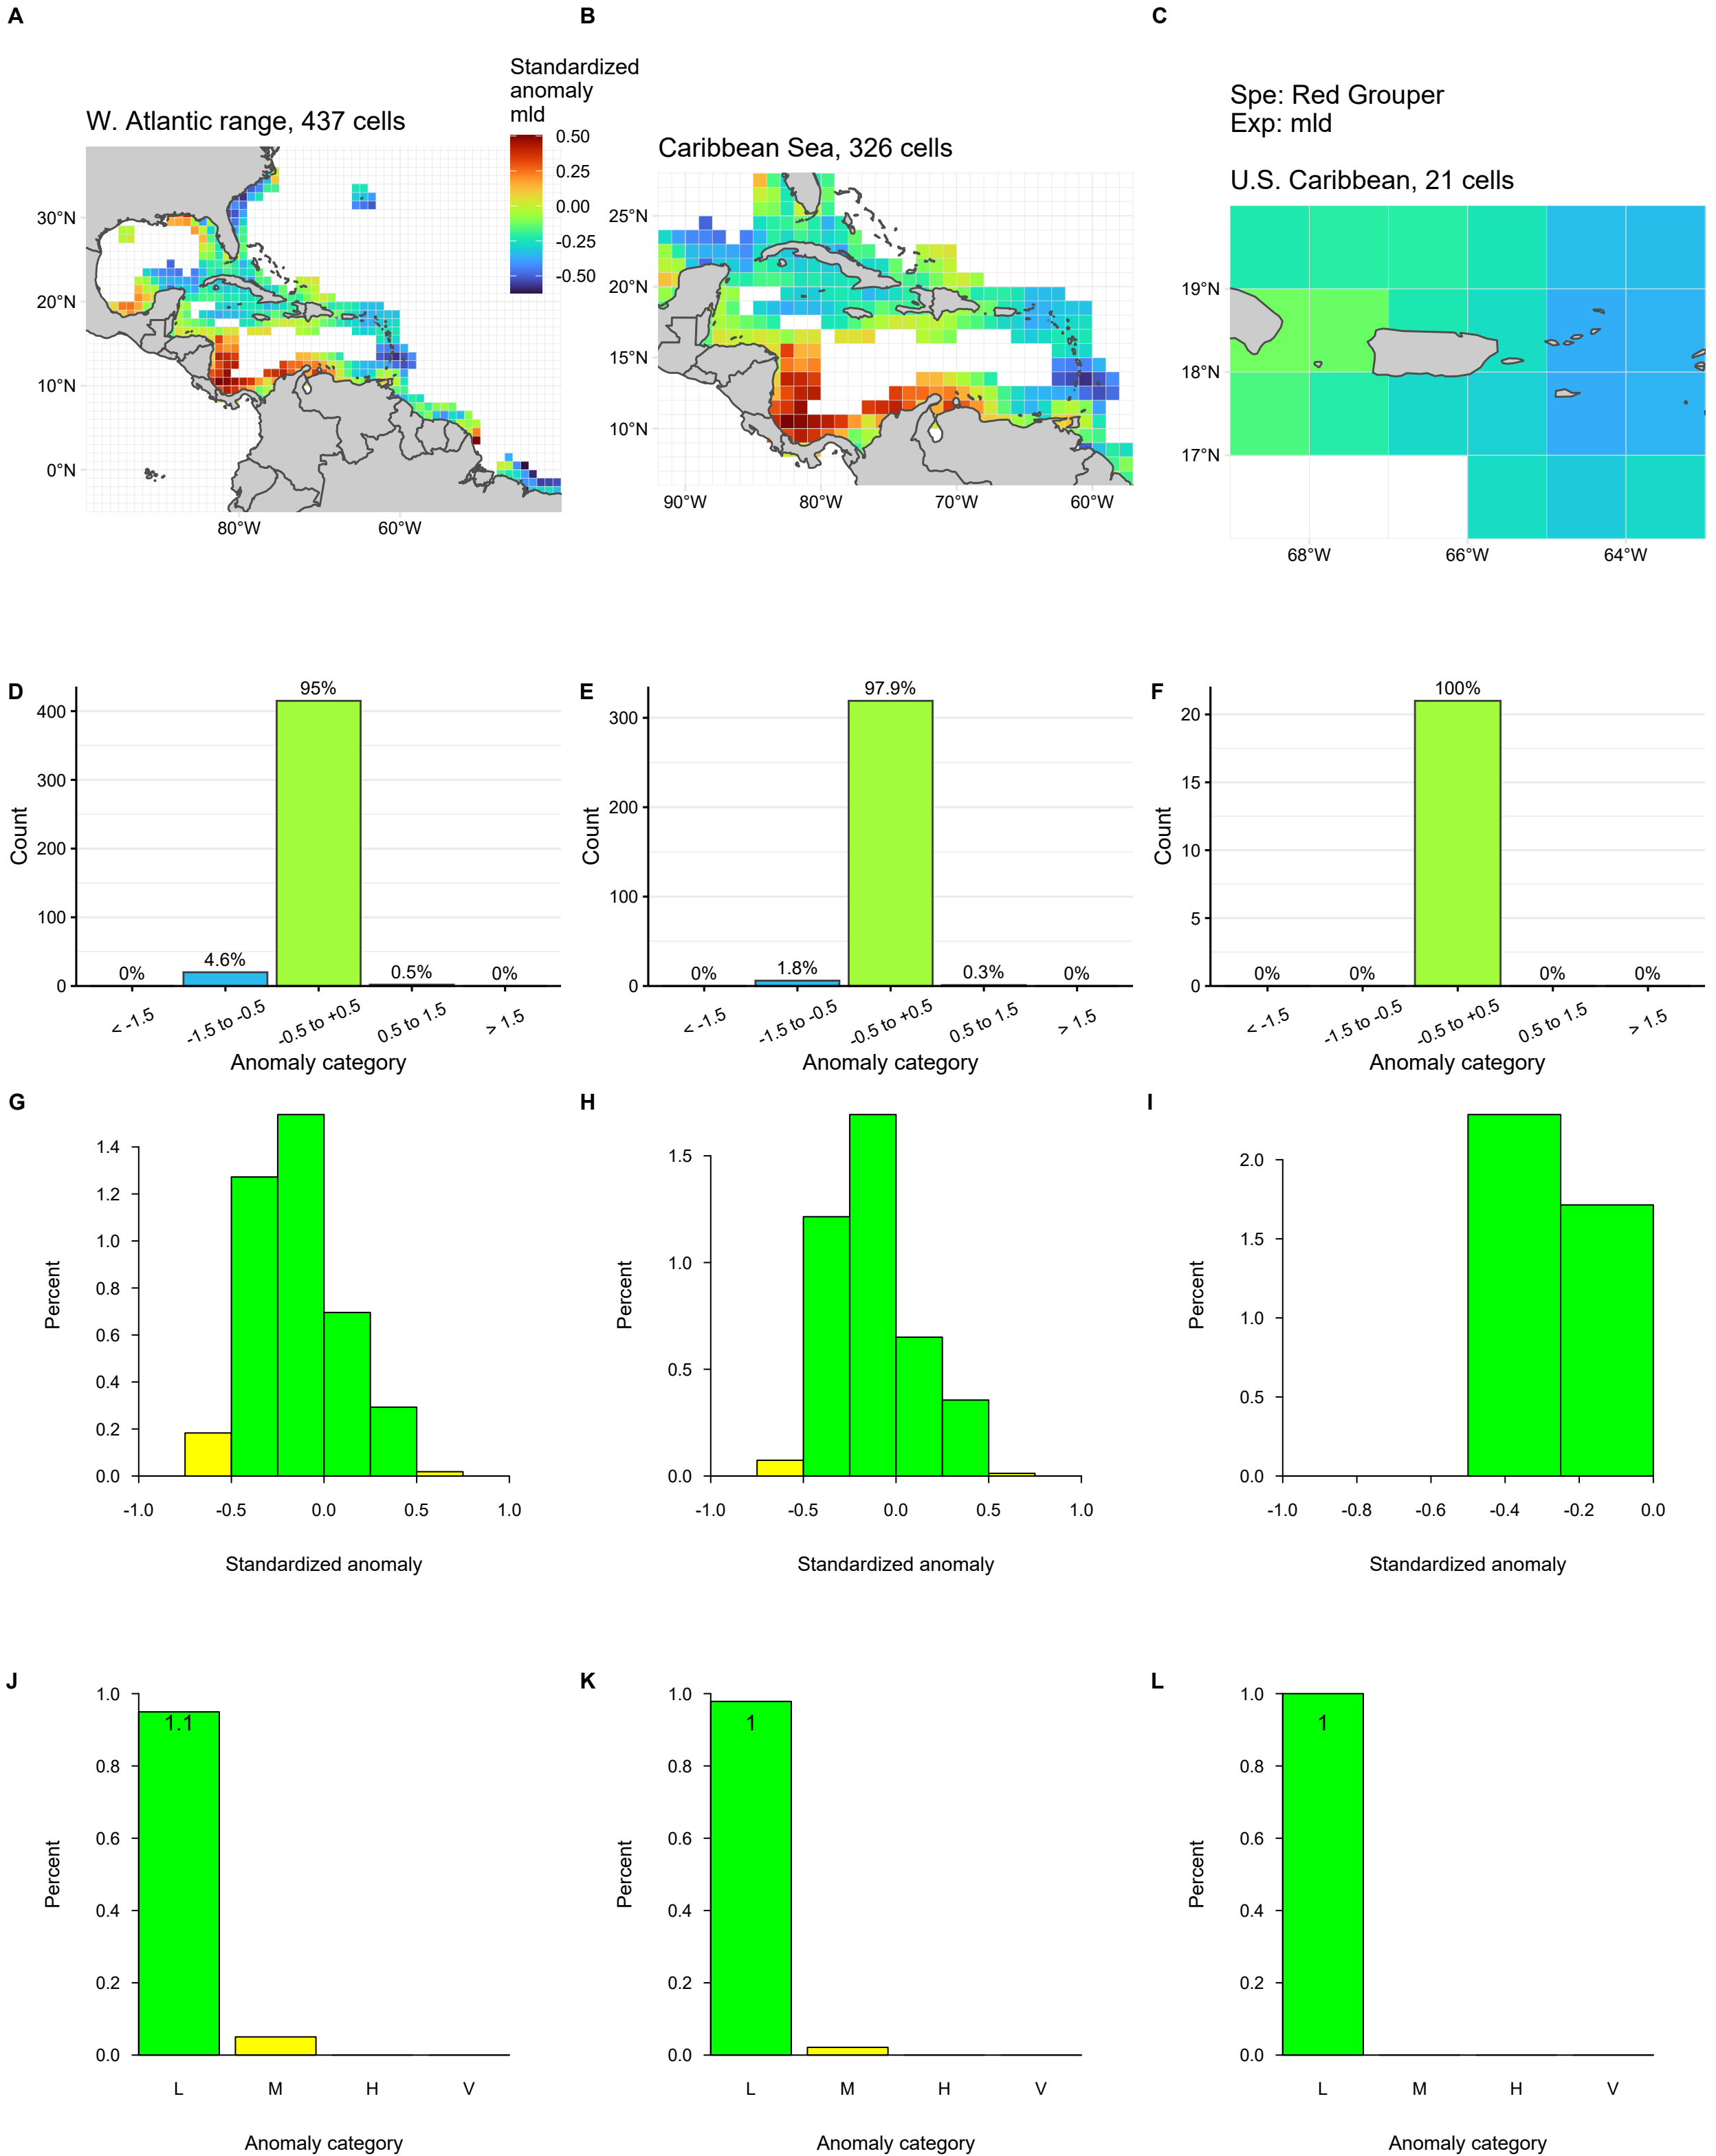 A
B
C
Standardized
anomaly
mld
W. Atlantic range, 437 cells
0.50
0.25
0.00
-0.25
-0.50
30°N
20°N
10°N
0°N
80°W
60°W
Caribbean Sea, 326 cells
25°N
20°N
15°N
10°N
90°W
80°W
70°W
60°W
Spe: Red Grouper
Exp: mld
U.S. Caribbean, 21 cells
19°N
18°N
17°N
68°W
66°W
64°W
D
Count
400
300
200
100
0
0%
4.6%
95%
0.5%
0%
< -1.5
-1.5 to -0.5
-0.5 to +0.5
0.5 to 1.5
> 1.5
Anomaly category
E
Count
300
200
100
0
0%
1.8%
97.9%
0.3%
0%
< -1.5
-1.5 to -0.5
-0.5 to +0.5
0.5 to 1.5
> 1.5
Anomaly category
F
Count
20
15
10
5
0
0%
0%
100%
0%
0%
< -1.5
-1.5 to -0.5
-0.5 to +0.5
0.5 to 1.5
> 1.5
Anomaly category
G
Percent
1.4
1.2
1.0
0.8
0.6
0.4
0.2
0.0
-1.0
-0.5
0.0
0.5
1.0
Standardized anomaly
H
Percent
1.5
1.0
0.5
0.0
-1.0
-0.5
0.0
0.5
1.0
Standardized anomaly
I
Percent
2.0
1.5
1.0
0.5
0.0
-1.0
-0.8
-0.6
-0.4
-0.2
0.0
Standardized anomaly
J
Percent
1.0
0.8
0.6
0.4
0.2
0.0
1.1
L
M
H
V
Anomaly category
K
Percent
1.0
0.8
0.6
0.4
0.2
0.0
1
L
M
H
V
Anomaly category
L
Percent
1.0
0.8
0.6
0.4
0.2
0.0
1
L
M
H
V
Anomaly category